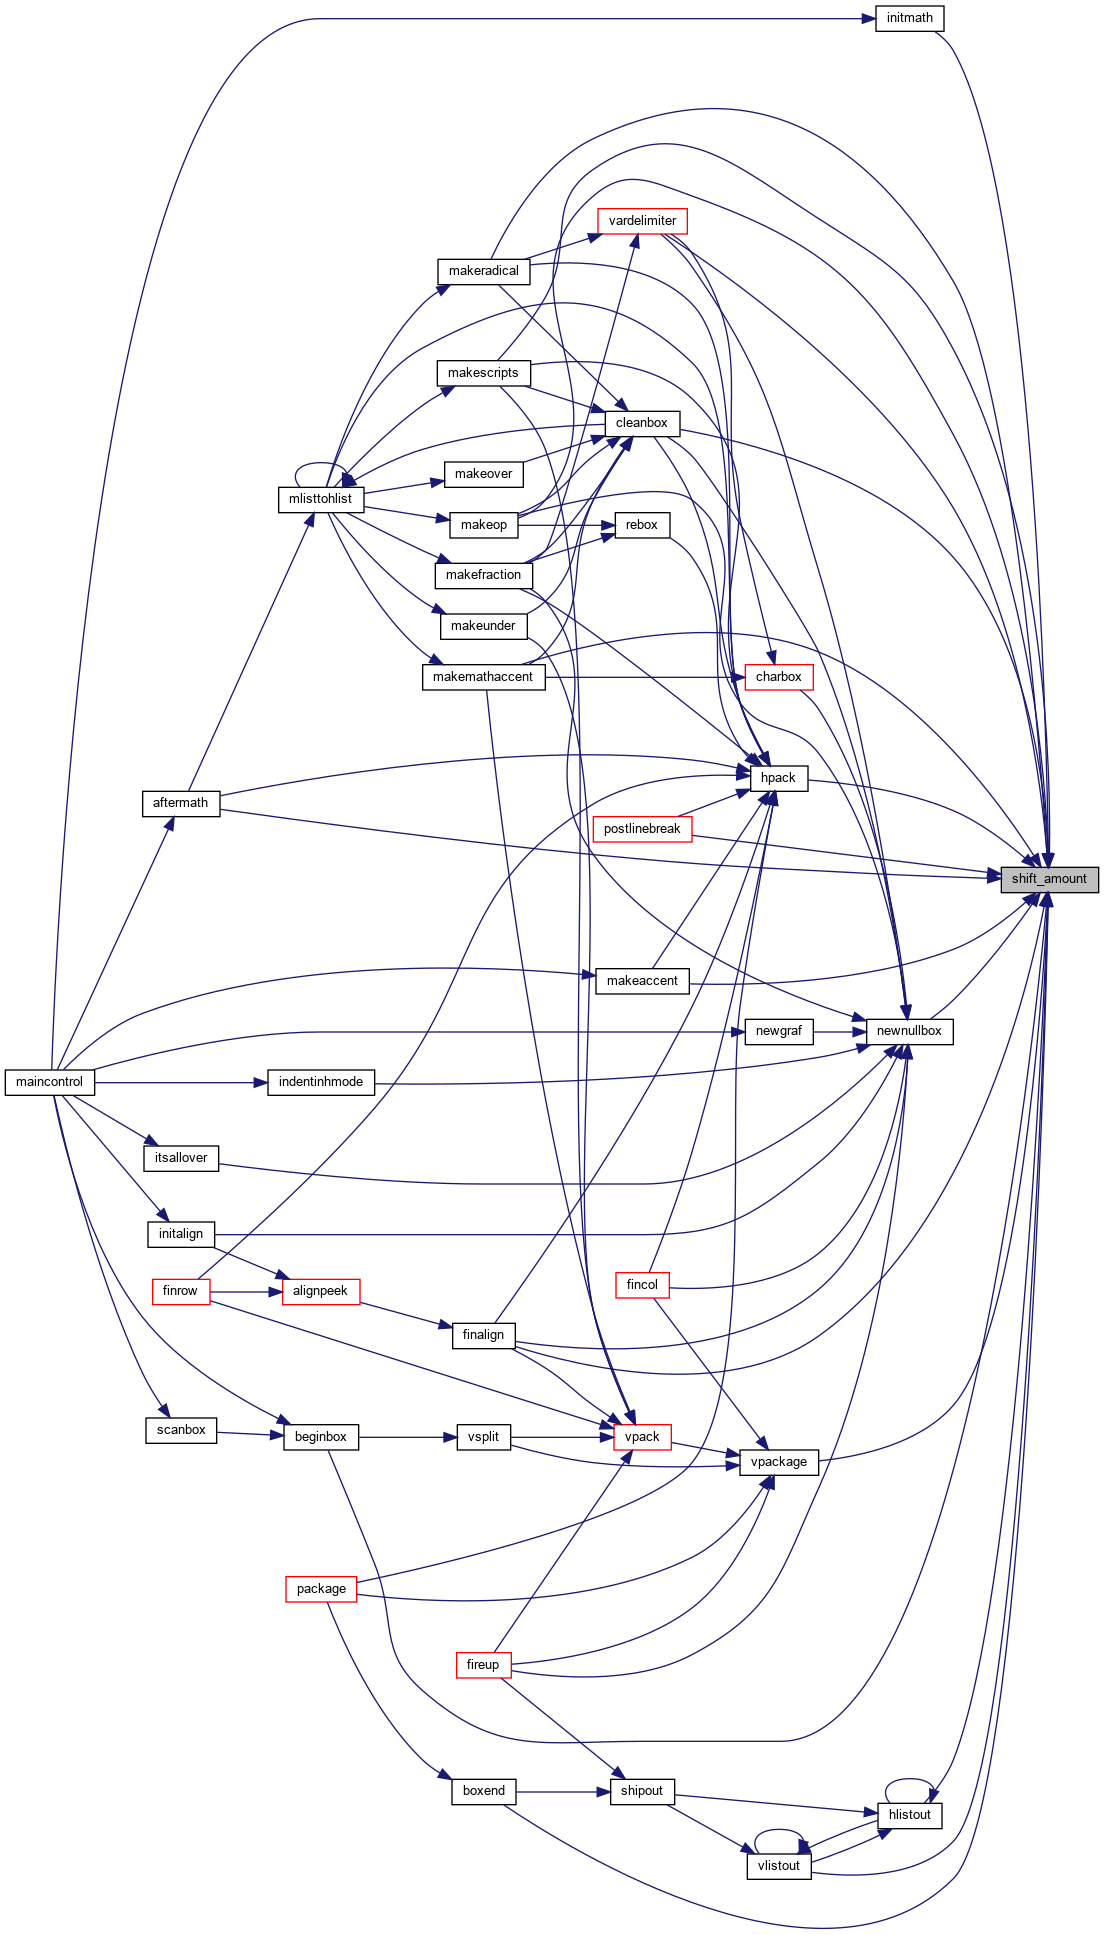 initmath
vardelimiter
makeradical
makescripts
cleanbox
makeover
mlisttohlist
makeop
rebox
makefraction
makeunder
makemathaccent
charbox
hpack
aftermath
postlinebreak
shift_amount
makeaccent
newgraf
newnullbox
maincontrol
indentinhmode
itsallover
initalign
finrow
alignpeek
fincol
finalign
scanbox
beginbox
vsplit
vpack
vpackage
package
fireup
boxend
shipout
hlistout
vlistout